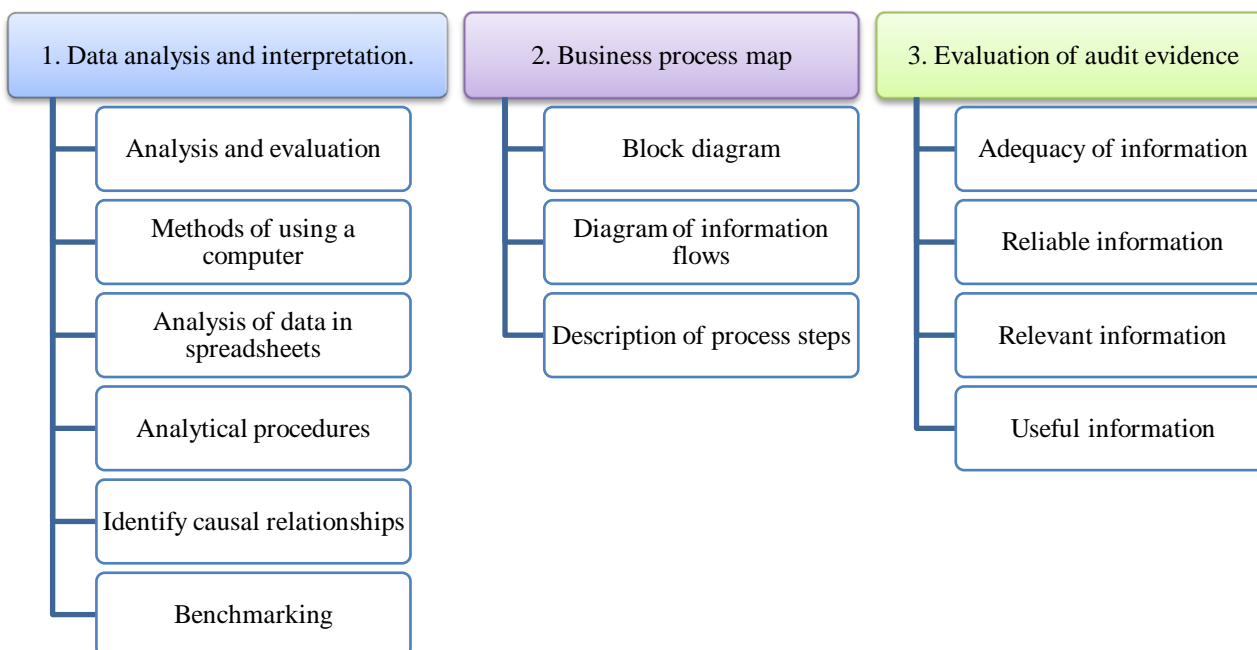 1. Data analysis and interpretation.
Analysis and evaluation
Methods of using a
computer
Analysis of data in
spreadsheets
Analytical procedures
Identify causal relationships
Benchmarking
2. Business process map
Block diagram
Diagram of information
flows
Description of process steps
3. Evaluation of audit evidence
Adequacy of information
Reliable information
Relevant information
Useful information